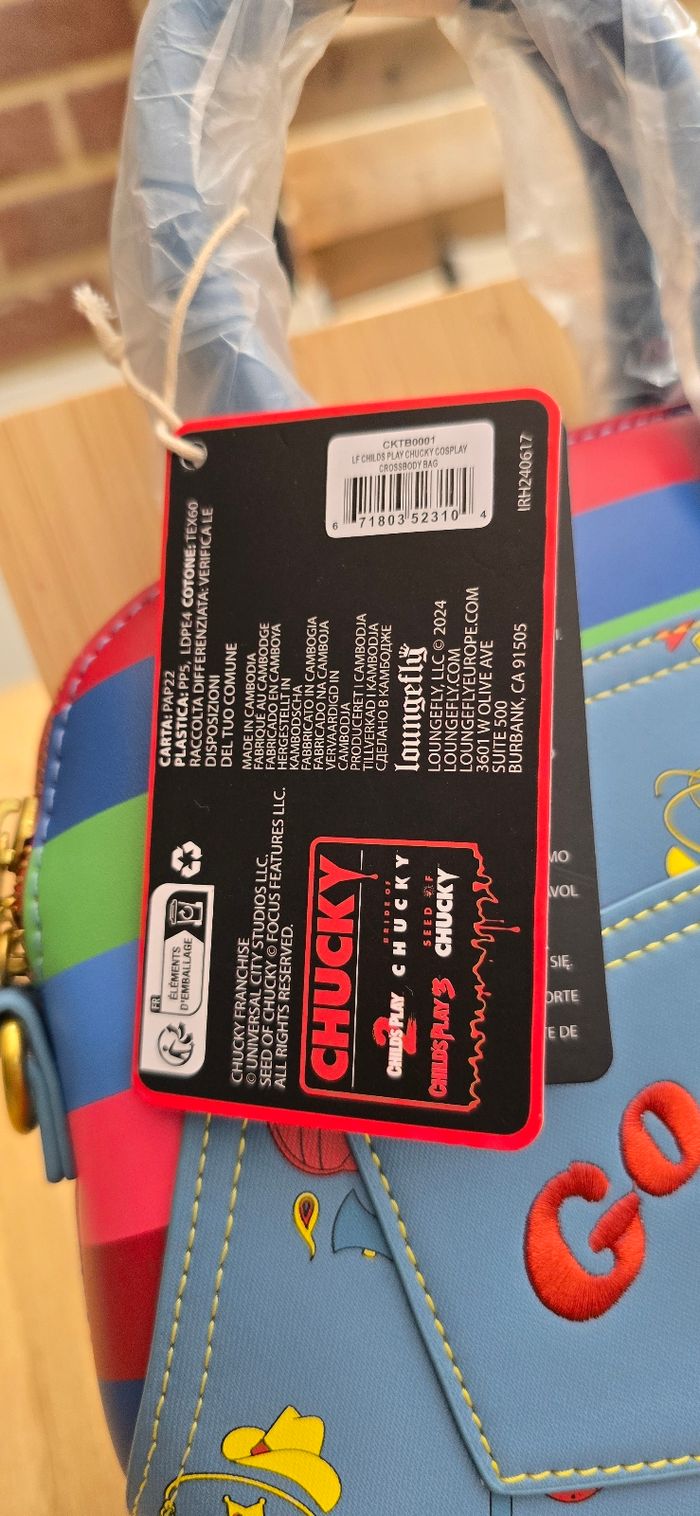 CKTB0001
LF CHILDS PLAY CHUCKY COSPLAY
CROSSBODY BAG
6 71803 52310 4
IRH240617
CARTA: PAP22
PLASTICA: PP5, LDPE4 COTONE: TEX60
RACCOLTA DIFFERENZIATA: VERIFICA LE
DISPOSIZIONI
DEL TUO COMUNE
MADE IN CAMBODIA
FABRIQUÉ AU CAMBODGE
FABRICADO EN CAMBOYA
HERGESTELLT IN
KAMBODSCHA
FABBRICATO IN CAMBOGIA
FABRICADO NA CAMBOJA
VERVAARDIGD IN
CAMBODJA
PRODUCERET I CAMBODJA
TILLVERKAD I KAMBODJA
СДЕЛАНО В КАМБОДЖЕ
loungefly
LOUNGEFLY, LLC © 2024
LOUNGEFLY.COM
LOUNGEFLYEUROPE.COM
3601 W OLIVE AVE
SUITE 500
BURBANK, CA 91505
FR
ÉLÉMENTS
D'EMBALLAGE
CHUCKY FRANCHISE
© UNIVERSAL CITY STUDIOS LLC.
SEED OF CHUCKY © FOCUS FEATURES LLC.
ALL RIGHTS RESERVED.
CHUCKY
CHILD'S PLAY 2
BRIDE OF
CHUCKY
CHILD'S PLAY 3
SEED OF
CHUCKY
MO
VOL
SIĘ.
ORTE
E DE
GO